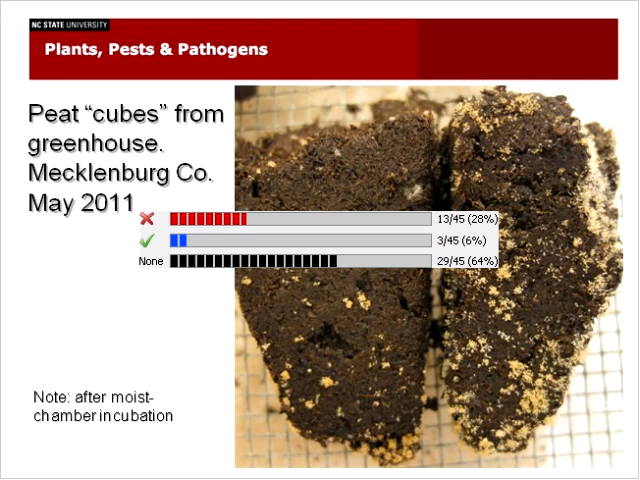 NC STATE UNIVERSITY
Plants, Pests & Pathogens
Peat “cubes” from
greenhouse.
Mecklenburg Co.
May 2011
13/45 (28%)
3/45 (6%)
None 29/45 (64%)
Note: after moist-
chamber incubation